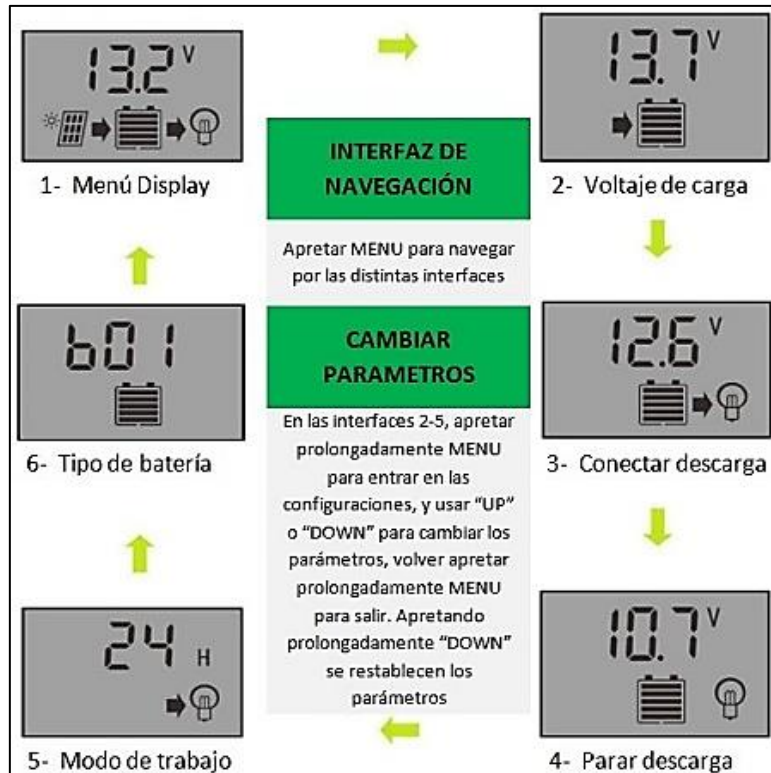 13.2 V
1- Menú Display
13.7 V
2- Voltaje de carga
INTERFAZ DE
NAVEGACIÓN
Apretar MENU para navegar
por las distintas interfaces
12.6 V
3- Conectar descarga
CAMBIAR
PARAMETROS
En las interfaces 2-5, apretar
prolongadamente MENU
para entrar en las
configuraciones, y usar “UP”
o “DOWN” para cambiar los
parámetros, volver apretar
prolongadamente MENU
para salir. Apretando
prolongadamente “DOWN”
se restablecen los
parámetros
10.7 V
4- Parar descarga
24 H
5- Modo de trabajo
b01
6- Tipo de batería